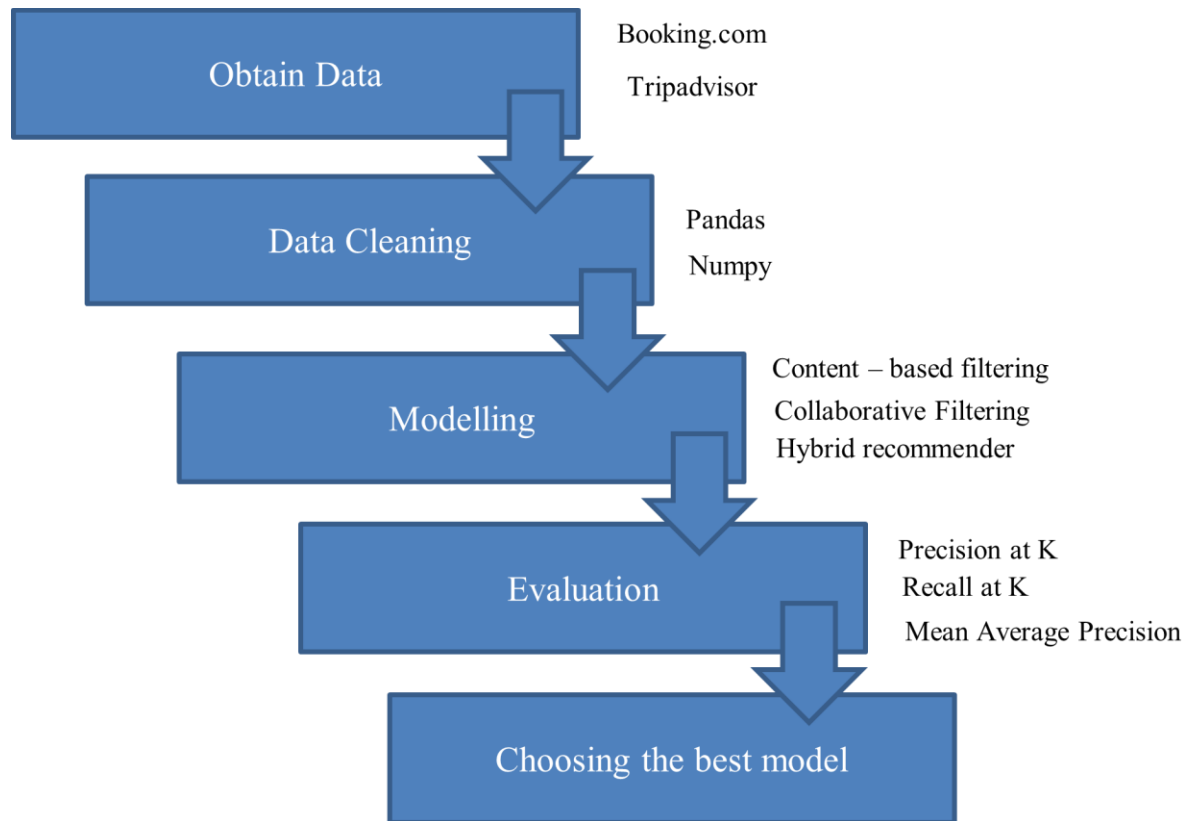 Obtain Data
Booking.com
Tripadvisor
Data Cleaning
Pandas
Numpy
Modelling
Content – based filtering
Collaborative Filtering
Hybrid recommender
Evaluation
Precision at K
Recall at K
Mean Average Precision
Choosing the best model